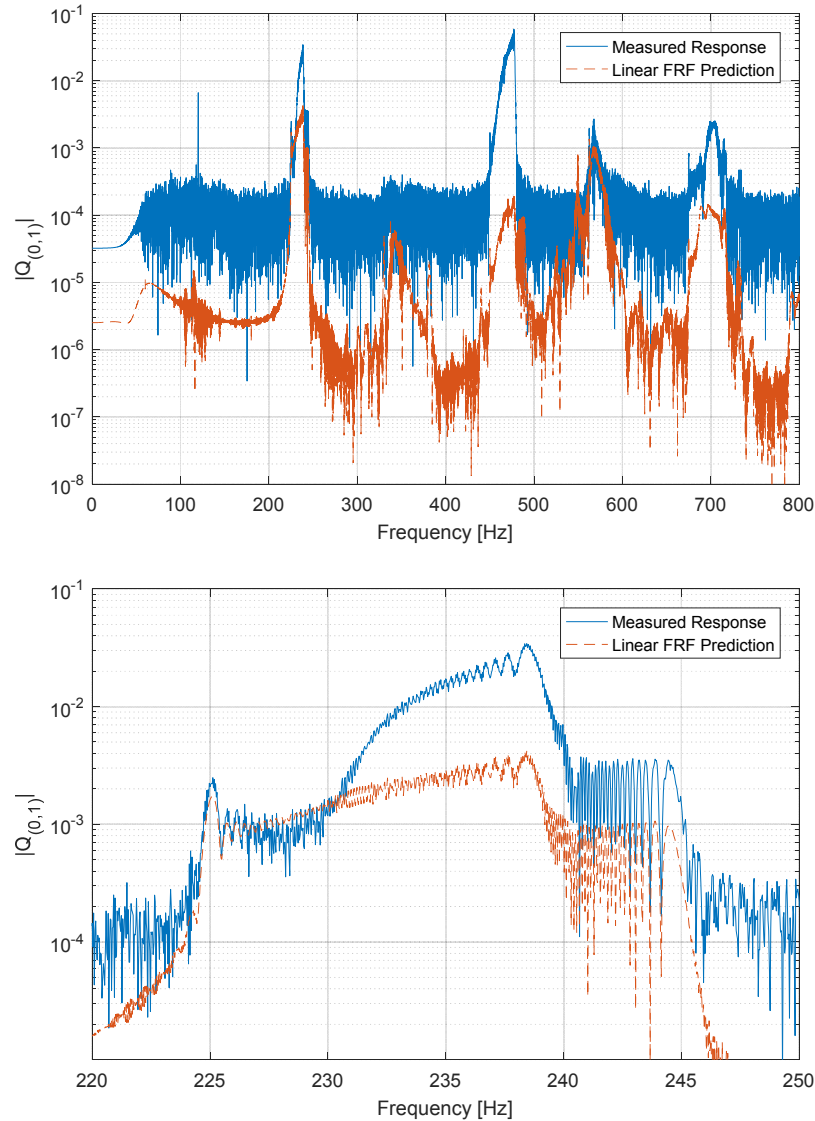 10^-1
10^-2
10^-3
10^-4
10^-5
10^-6
10^-7
10^-8
|Q_(0,1)|
Measured Response
Linear FRF Prediction
0 100 200 300 400 500 600 700 800
Frequency [Hz]
10^-1
10^-2
10^-3
10^-4
|Q_(0,1)|
Measured Response
Linear FRF Prediction
220 225 230 235 240 245 250
Frequency [Hz]